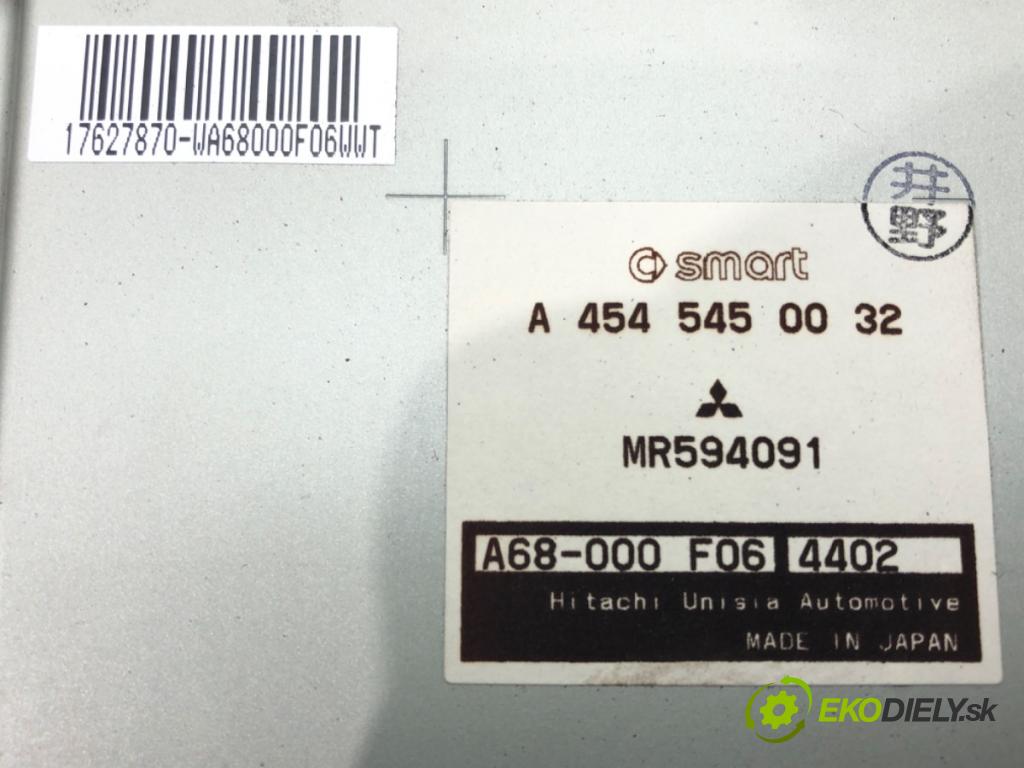 17627870-WA68000F06WWT
井
野
smart
A 454 545 00 32
MR594091
A68-000 F06 4402
Hitachi Unisia Automotive
MADE IN JAPAN
EKODIELY.sk